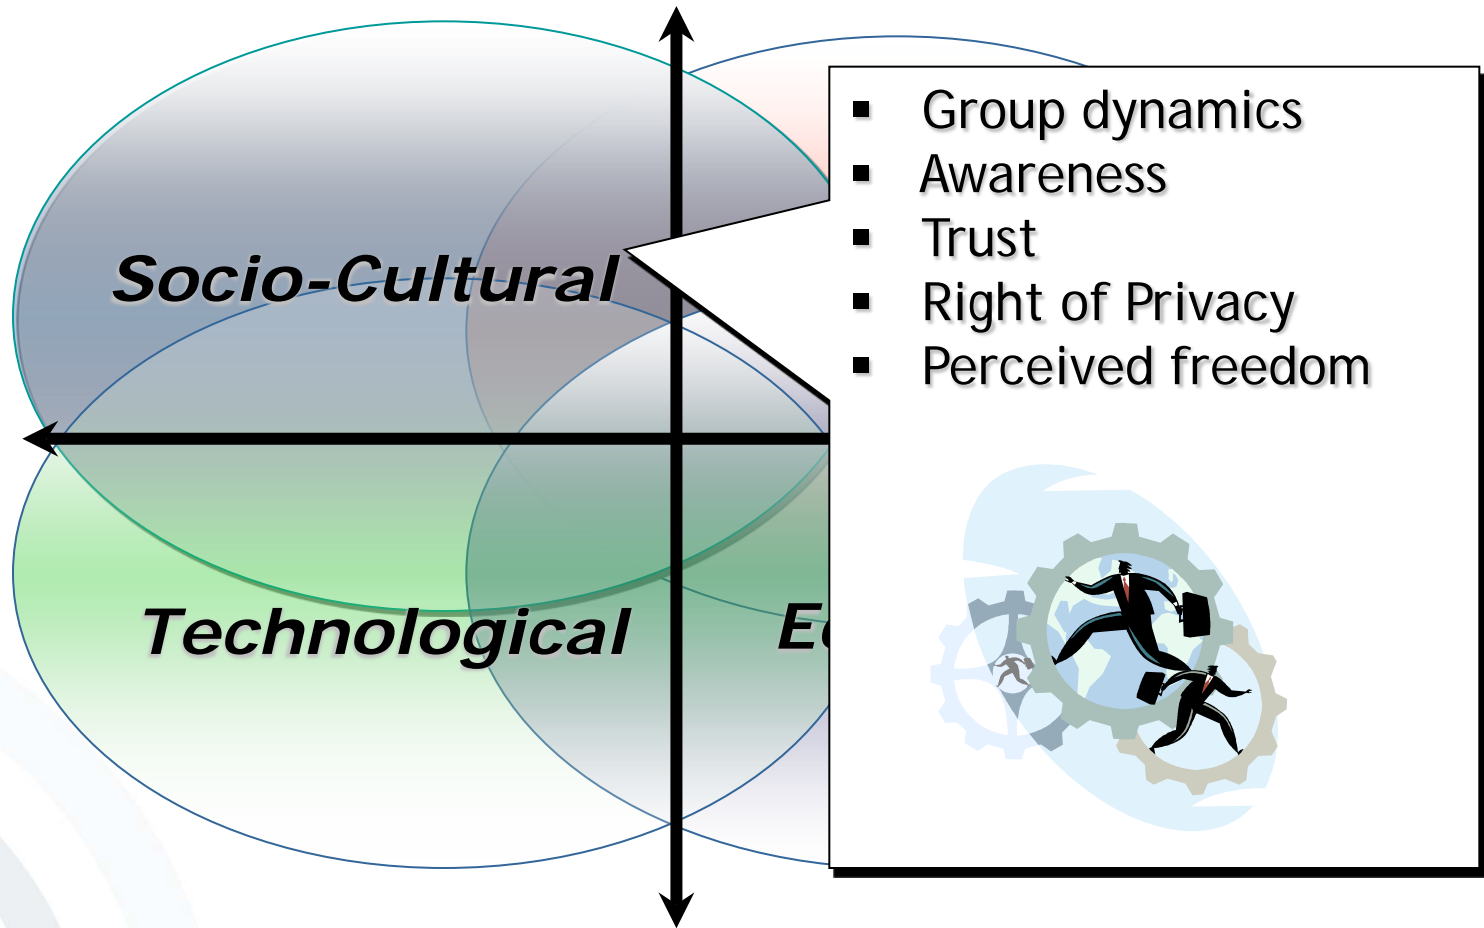 Group dynamics
Awareness
Trust
Right of Privacy
Perceived freedom
Socio-Cultural
Technological